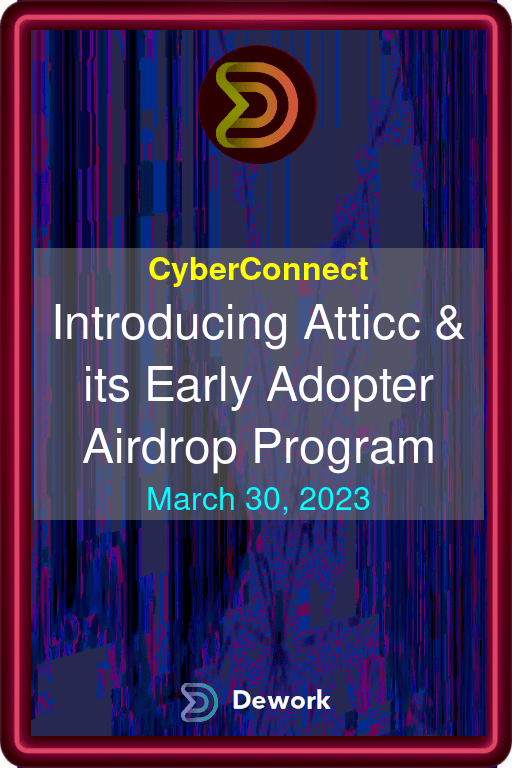 CyberConnect
Introducing Atticc &
its Early Adopter
Airdrop Program
March 30, 2023
Dework